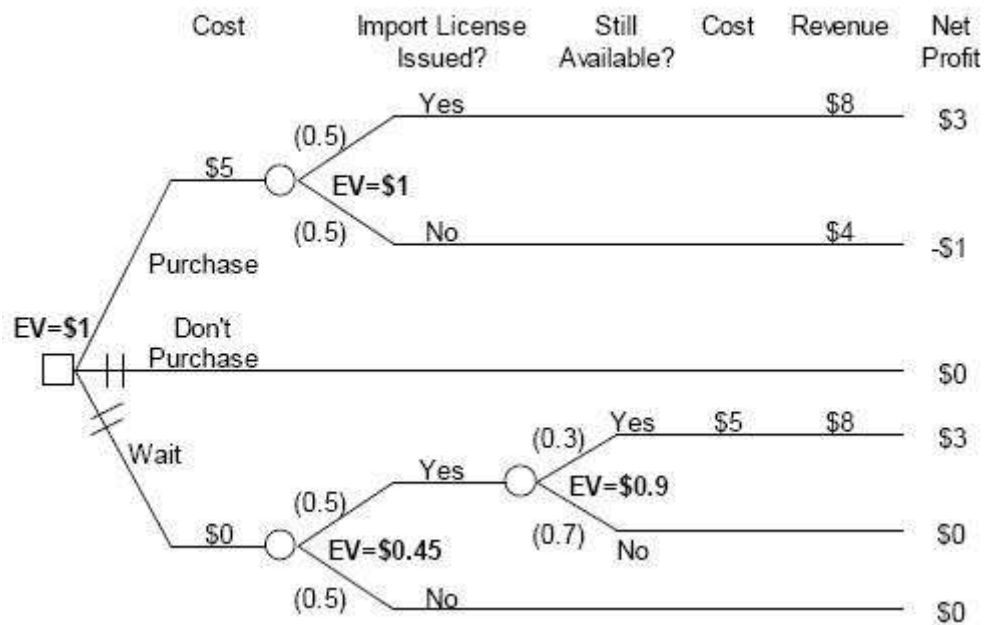 Cost
Import License
Issued?
Still
Available?
Cost
Revenue
Net
Profit
Yes
$8
$3
(0.5)
$5
EV=$1
(0.5)
No
$4
-$1
Purchase
EV=$1
Don't
Purchase
$0
Wait
(0.3)
Yes
$5
$8
$3
Yes
(0.5)
EV=$0.9
$0
(0.7)
No
$0
EV=$0.45
(0.5)
No
$0